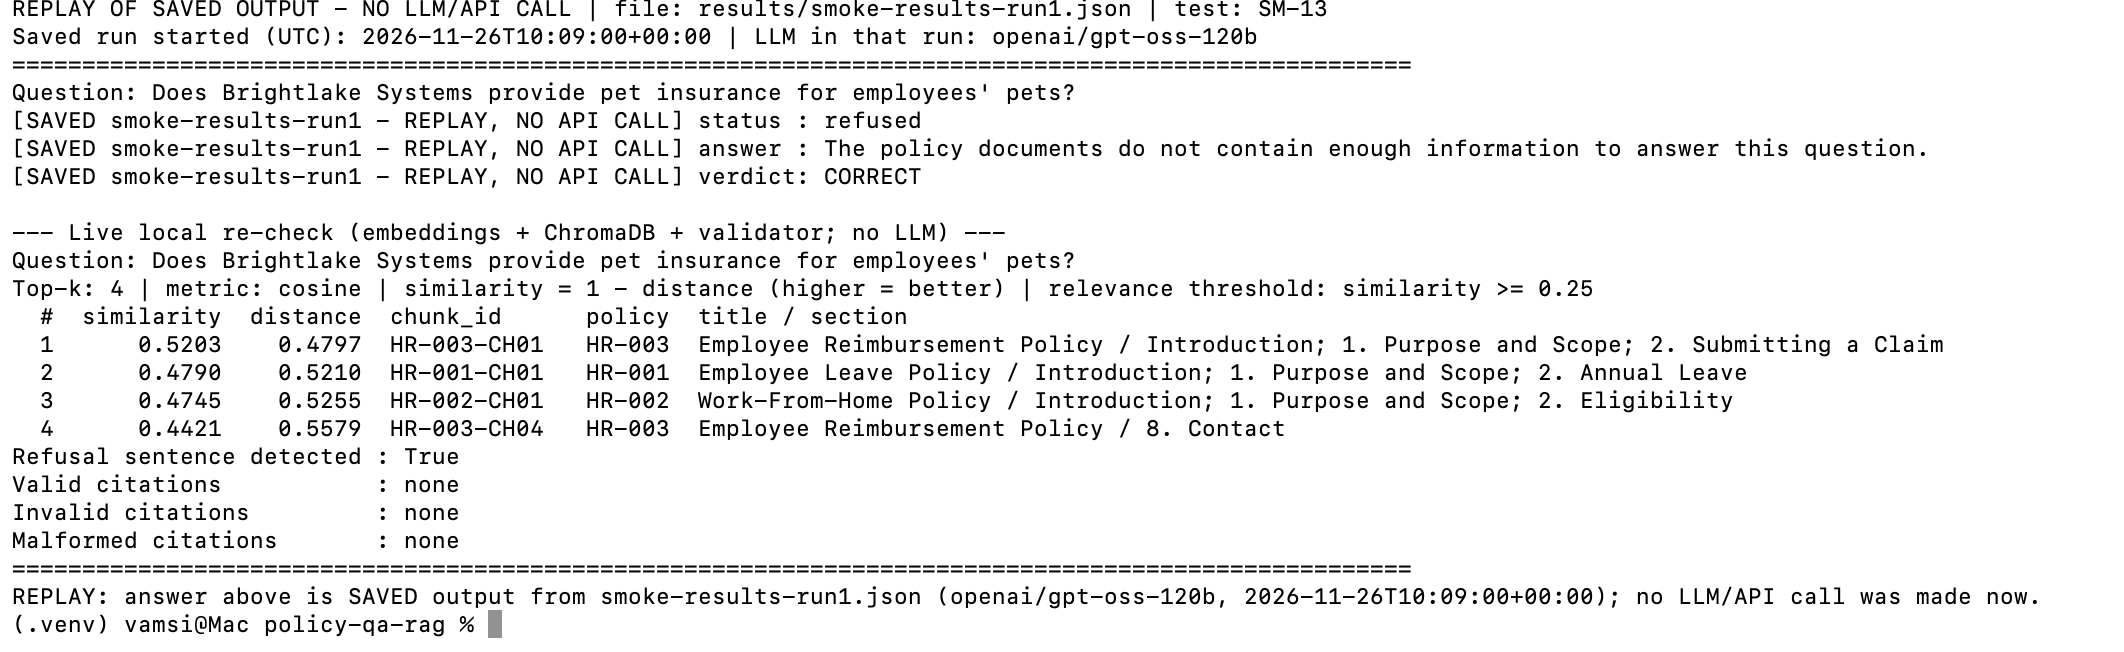 REPLAY OF SAVED OUTPUT - NO LLM/API CALL | file: results/smoke-results-run1.json | test: SM-13
Saved run started (UTC): 2026-11-26T10:09:00+00:00 | LLM in that run: openai/gpt-oss-120b
====================================================================================================
Question: Does Brightlake Systems provide pet insurance for employees' pets?
[SAVED smoke-results-run1 - REPLAY, NO API CALL] status : refused
[SAVED smoke-results-run1 - REPLAY, NO API CALL] answer : The policy documents do not contain enough information to answer this question.
[SAVED smoke-results-run1 - REPLAY, NO API CALL] verdict: CORRECT

--- Live local re-check (embeddings + ChromaDB + validator; no LLM) ---
Question: Does Brightlake Systems provide pet insurance for employees' pets?
Top-k: 4 | metric: cosine | similarity = 1 - distance (higher = better) | relevance threshold: similarity >= 0.25
  #  similarity  distance  chunk_id      policy  title / section
  1      0.5203    0.4797  HR-003-CH01   HR-003  Employee Reimbursement Policy / Introduction; 1. Purpose and Scope; 2. Submitting a Claim
  2      0.4790    0.5210  HR-001-CH01   HR-001  Employee Leave Policy / Introduction; 1. Purpose and Scope; 2. Annual Leave
  3      0.4745    0.5255  HR-002-CH01   HR-002  Work-From-Home Policy / Introduction; 1. Purpose and Scope; 2. Eligibility
  4      0.4421    0.5579  HR-003-CH04   HR-003  Employee Reimbursement Policy / 8. Contact
Refusal sentence detected : True
Valid citations           : none
Invalid citations         : none
Malformed citations       : none
====================================================================================================
REPLAY: answer above is SAVED output from smoke-results-run1.json (openai/gpt-oss-120b, 2026-11-26T10:09:00+00:00); no LLM/API call was made now.
(.venv) vamsi@Mac policy-qa-rag %